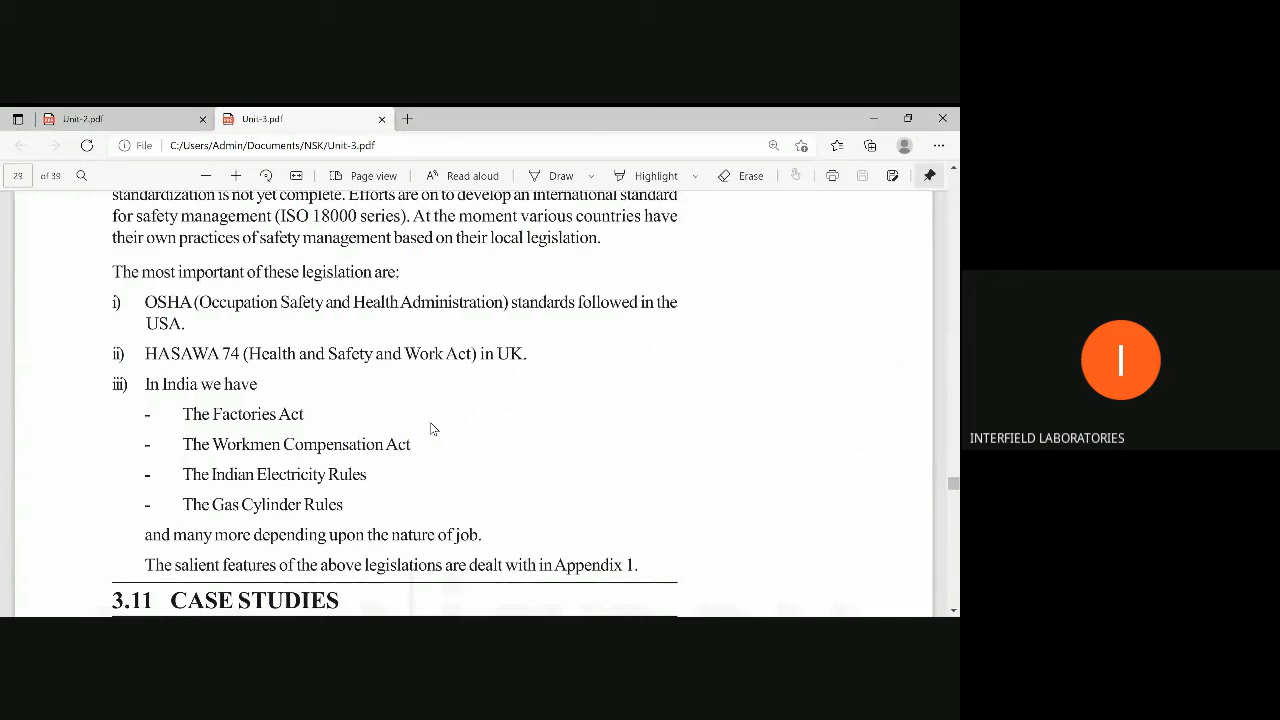 Unit-2.pdf
Unit-3.pdf
File
C:/Users/Admin/Documents/NSK/Unit-3.pdf
29 of 39
Page view
Read aloud
Draw
Highlight
Erase
standardization is not yet complete. Efforts are on to develop an international standard
for safety management (ISO 18000 series). At the moment various countries have
their own practices of safety management based on their local legislation.
The most important of these legislation are:
i) OSHA (Occupation Safety and Health Administration) standards followed in the
USA.
ii) HASAWA 74 (Health and Safety and Work Act) in UK.
iii) In India we have
- The Factories Act
- The Workmen Compensation Act
- The Indian Electricity Rules
- The Gas Cylinder Rules
and many more depending upon the nature of job.
The salient features of the above legislations are dealt with in Appendix 1.
3.11 CASE STUDIES
I
INTERFIELD LABORATORIES